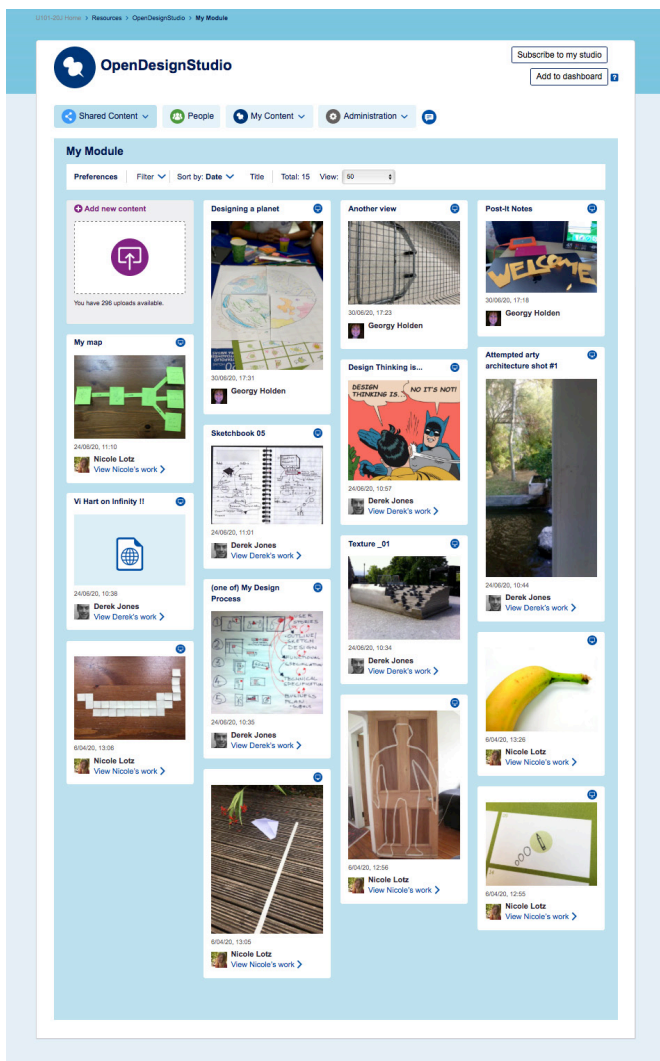 U101-20J Home > Resources > OpenDesignStudio > My Module
OpenDesignStudio
Subscribe to my studio
Add to dashboard ?
Shared Content
People
My Content
Administration
My Module
Preferences Filter Sort by: Date Title Total: 15 View: 50
Add new content
You have 296 uploads available.
My map
24/06/20, 11:10
Nicole Lotz
View Nicole's work >
Vi Hart on Infinity !!
24/06/20, 10:38
Derek Jones
View Derek's work >
6/04/20, 13:06
Nicole Lotz
View Nicole's work >
Designing a planet
30/06/20, 17:31
Georgy Holden
Sketchbook 05
24/06/20, 11:01
Derek Jones
View Derek's work >
(one of) My Design
Process
1
USER
2
SKETCH
DESIGN
3
4
5
BUSINESS
PLAN
24/06/20, 10:35
Derek Jones
View Derek's work >
6/04/20, 13:05
Nicole Lotz
View Nicole's work >
Another view
30/06/20, 17:23
Georgy Holden
Design Thinking is...
DESIGN
THINKING IS...
NO IT'S NOT!
24/06/20, 10:57
Derek Jones
View Derek's work >
Texture _01
24/06/20, 10:34
Derek Jones
View Derek's work >
6/04/20, 12:56
Nicole Lotz
View Nicole's work >
Post-It Notes
WELCOME
30/06/20, 17:18
Georgy Holden
Attempted arty
architecture shot #1
24/06/20, 10:44
Derek Jones
View Derek's work >
6/04/20, 13:26
Nicole Lotz
View Nicole's work >
6/04/20, 12:55
Nicole Lotz
View Nicole's work >